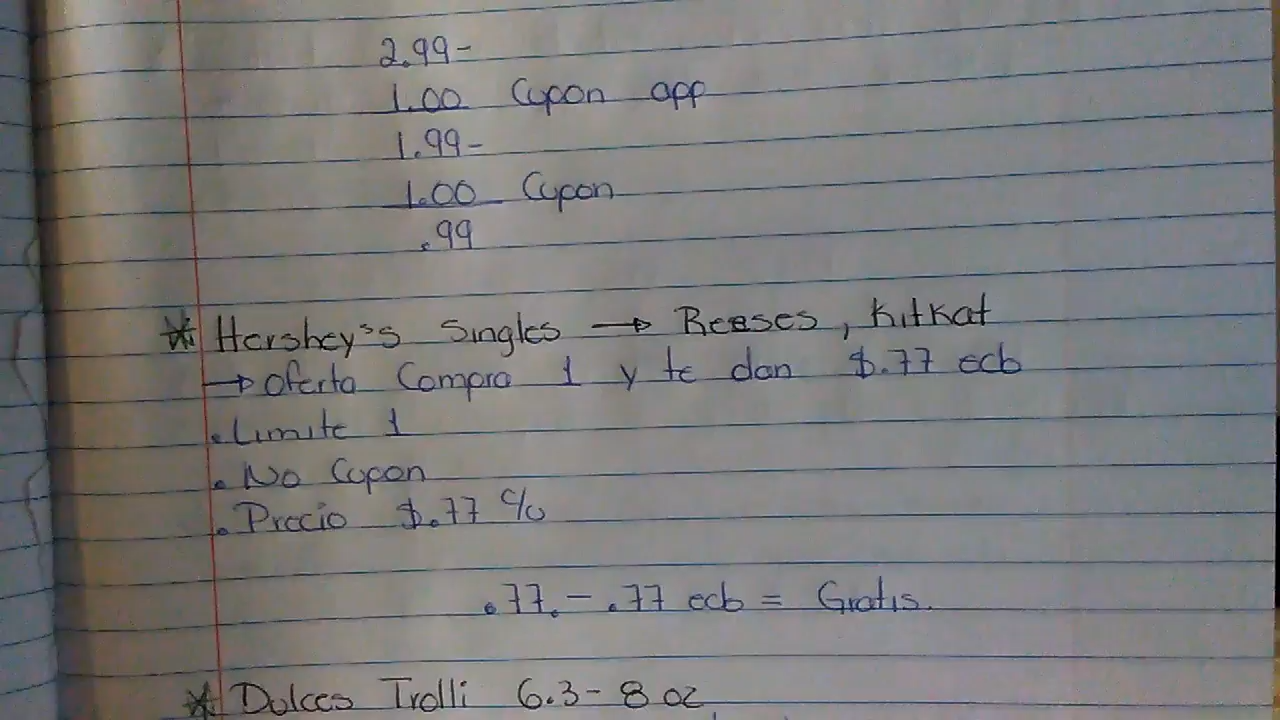 2.99-
1.00 Cupon app
1.99-
1.00 Cupon
.99
* Hershey's Singles → Reeses, KitKat
→ Oferta Compra 1 y te dan $.77 ecb
. Limite 1
. No Cupon
. Precio $.77 c/u
.77.- .77 ecb = Gratis.
* Dulces Trolli 6.3-8 oz